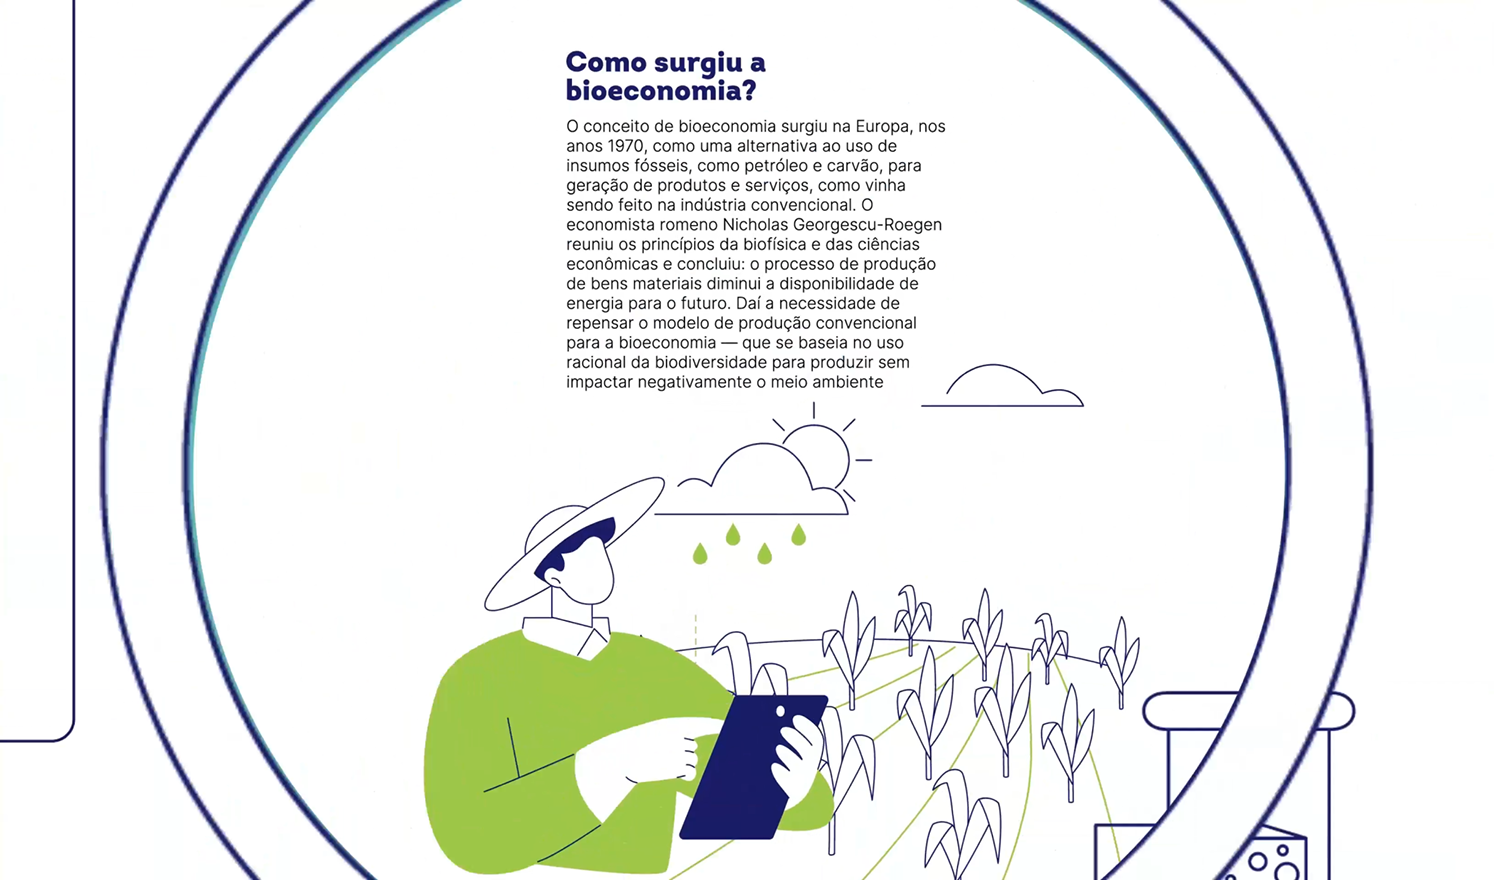 Como surgiu a
bioeconomia?
O conceito de bioeconomia surgiu na Europa, nos
anos 1970, como uma alternativa ao uso de
insumos fósseis, como petróleo e carvão, para
geração de produtos e serviços, como vinha
sendo feito na indústria convencional. O
economista romeno Nicholas Georgescu-Roegen
reuniu os princípios da biofísica e das ciências
econômicas e concluiu: o processo de produção
de bens materiais diminui a disponibilidade de
energia para o futuro. Daí a necessidade de
repensar o modelo de produção convencional
para a bioeconomia — que se baseia no uso
racional da biodiversidade para produzir sem
impactar negativamente o meio ambiente